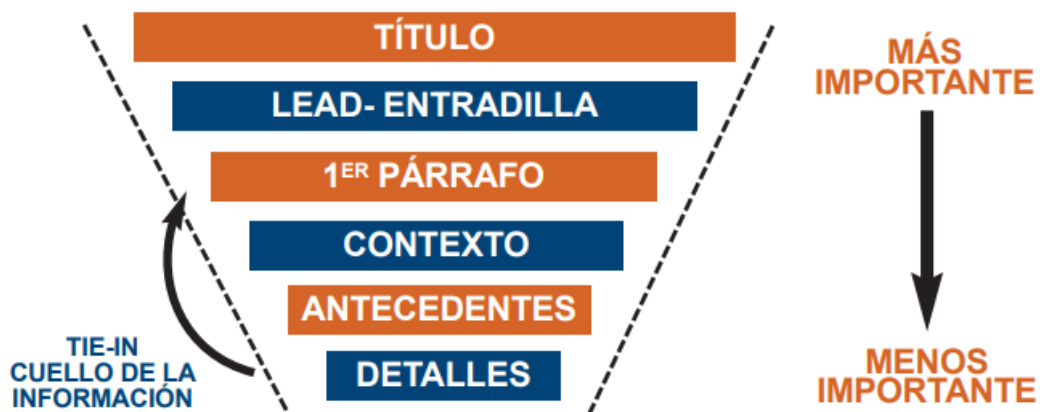 TÍTULO
LEAD- ENTRADILLA
1ER PÁRRAFO
CONTEXTO
ANTECEDENTES
DETALLES
TIE-IN
CUELLO DE LA
INFORMACIÓN
MÁS
IMPORTANTE
MENOS
IMPORTANTE